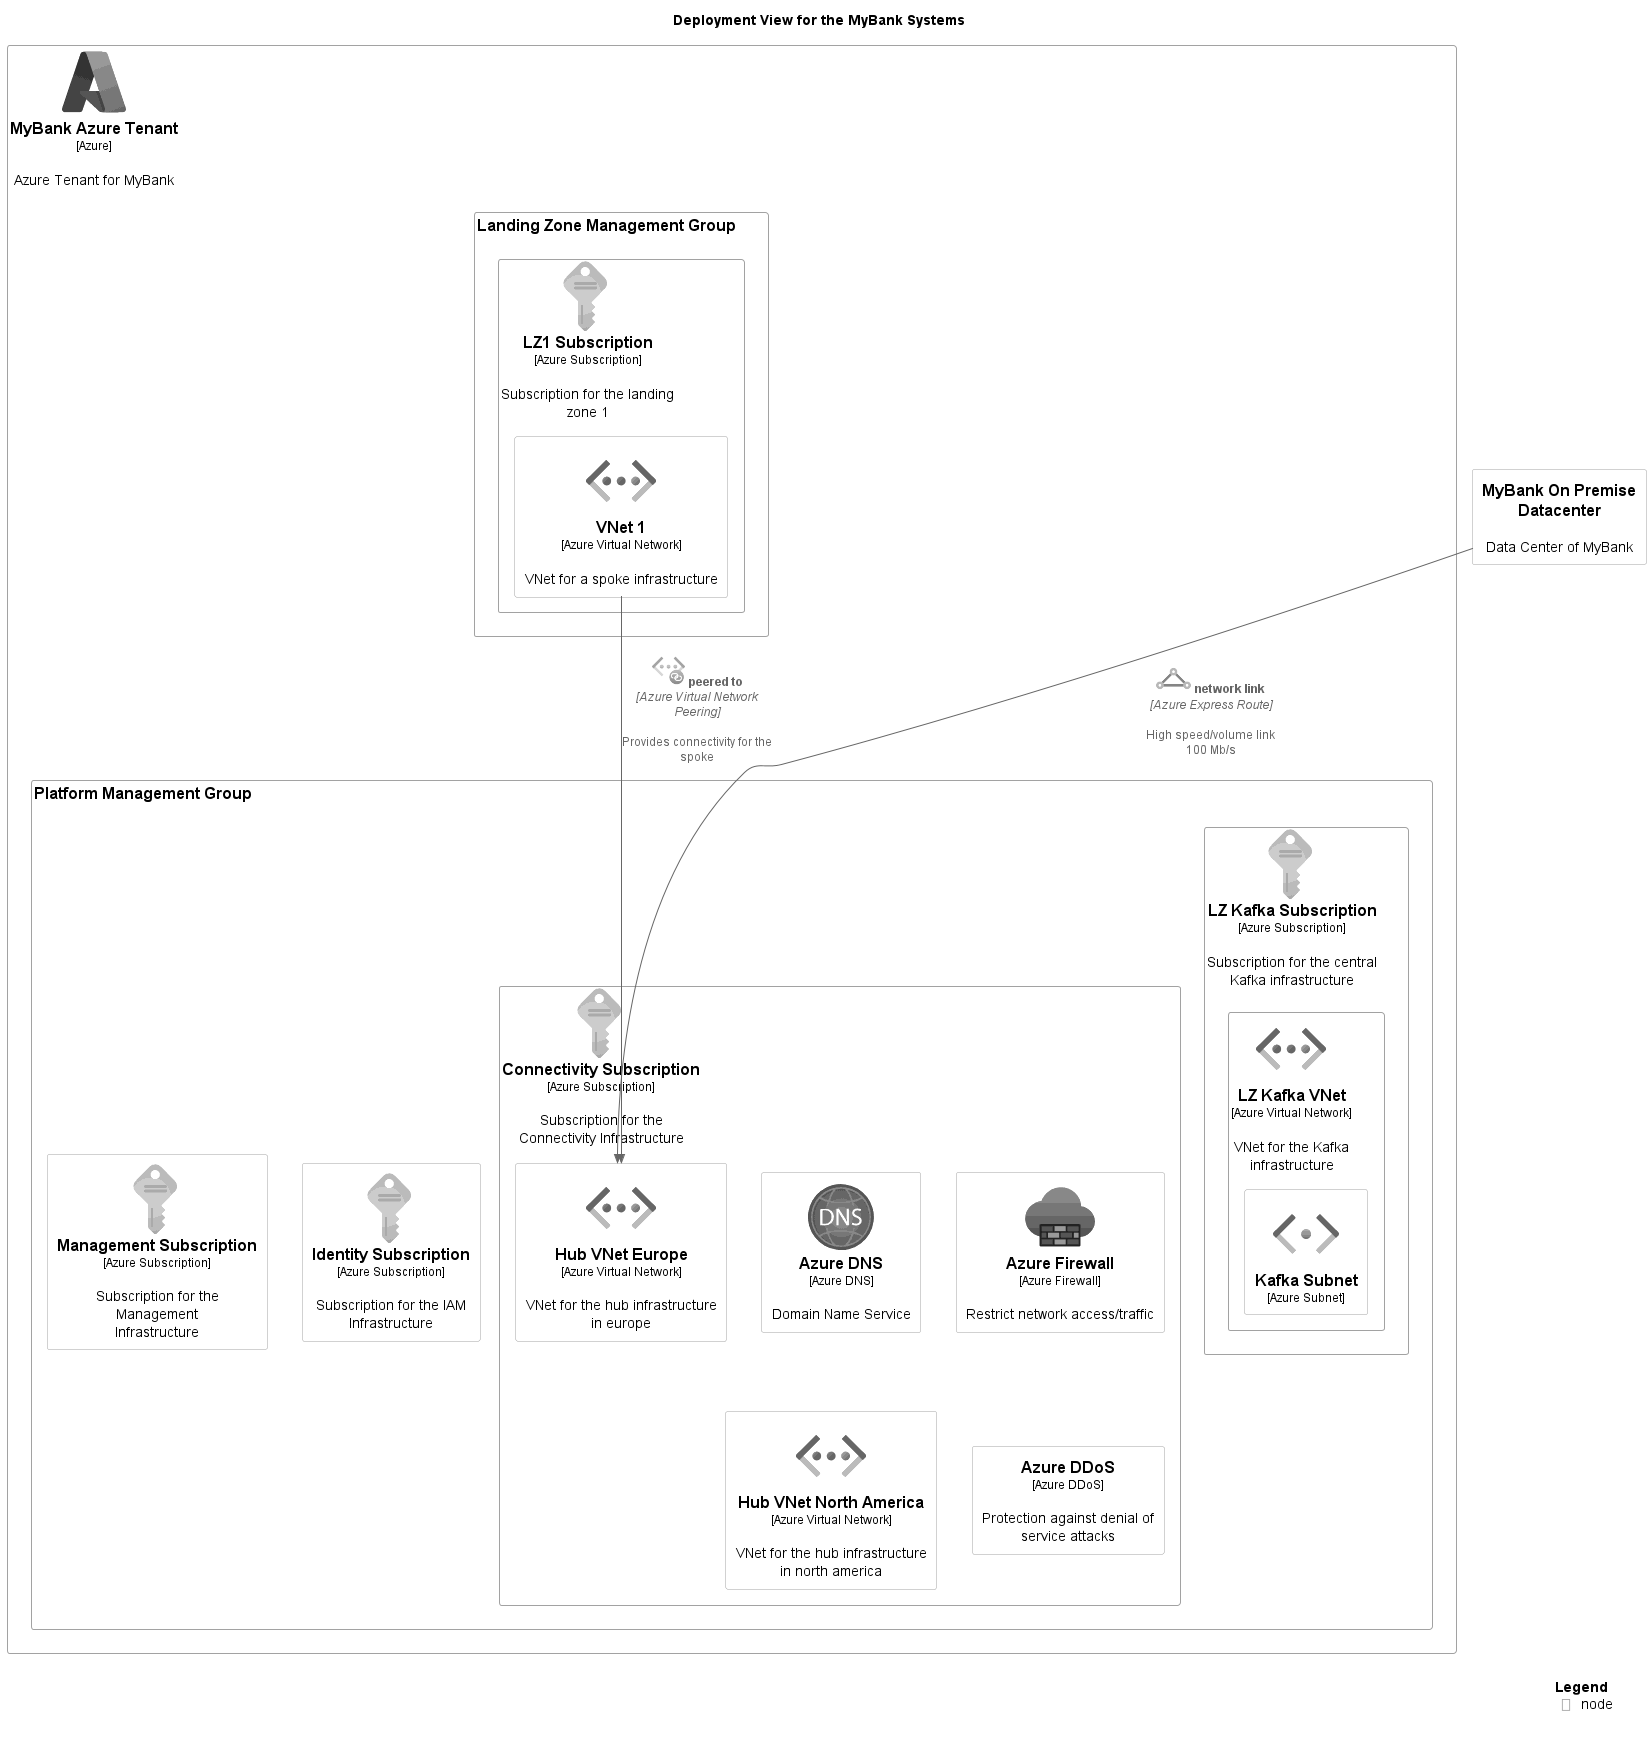 Deployment View for the MyBank Systems
MyBank Azure Tenant
[Azure]
Azure Tenant for MyBank
Landing Zone Management Group
LZ1 Subscription
[Azure Subscription]
Subscription for the landing
zone 1
VNet 1
[Azure Virtual Network]
VNet for a spoke infrastructure
MyBank On Premise
Datacenter
Data Center of MyBank
peered to
[Azure Virtual Network
Peering]
Provides connectivity for the
spoke
network link
[Azure Express Route]
High speed/volume link
100 Mb/s
Platform Management Group
LZ Kafka Subscription
[Azure Subscription]
Subscription for the central
Kafka infrastructure
LZ Kafka VNet
[Azure Virtual Network]
VNet for the Kafka
infrastructure
Kafka Subnet
[Azure Subnet]
Connectivity Subscription
[Azure Subscription]
Subscription for the
Connectivity Infrastructure
Management Subscription
[Azure Subscription]
Subscription for the
Management
Infrastructure
Identity Subscription
[Azure Subscription]
Subscription for the IAM
Infrastructure
Hub VNet Europe
[Azure Virtual Network]
VNet for the hub infrastructure
in europe
DNS
Azure DNS
[Azure DNS]
Domain Name Service
Azure Firewall
[Azure Firewall]
Restrict network access/traffic
Hub VNet North America
[Azure Virtual Network]
VNet for the hub infrastructure
in north america
Azure DDoS
[Azure DDoS]
Protection against denial of
service attacks
Legend
node